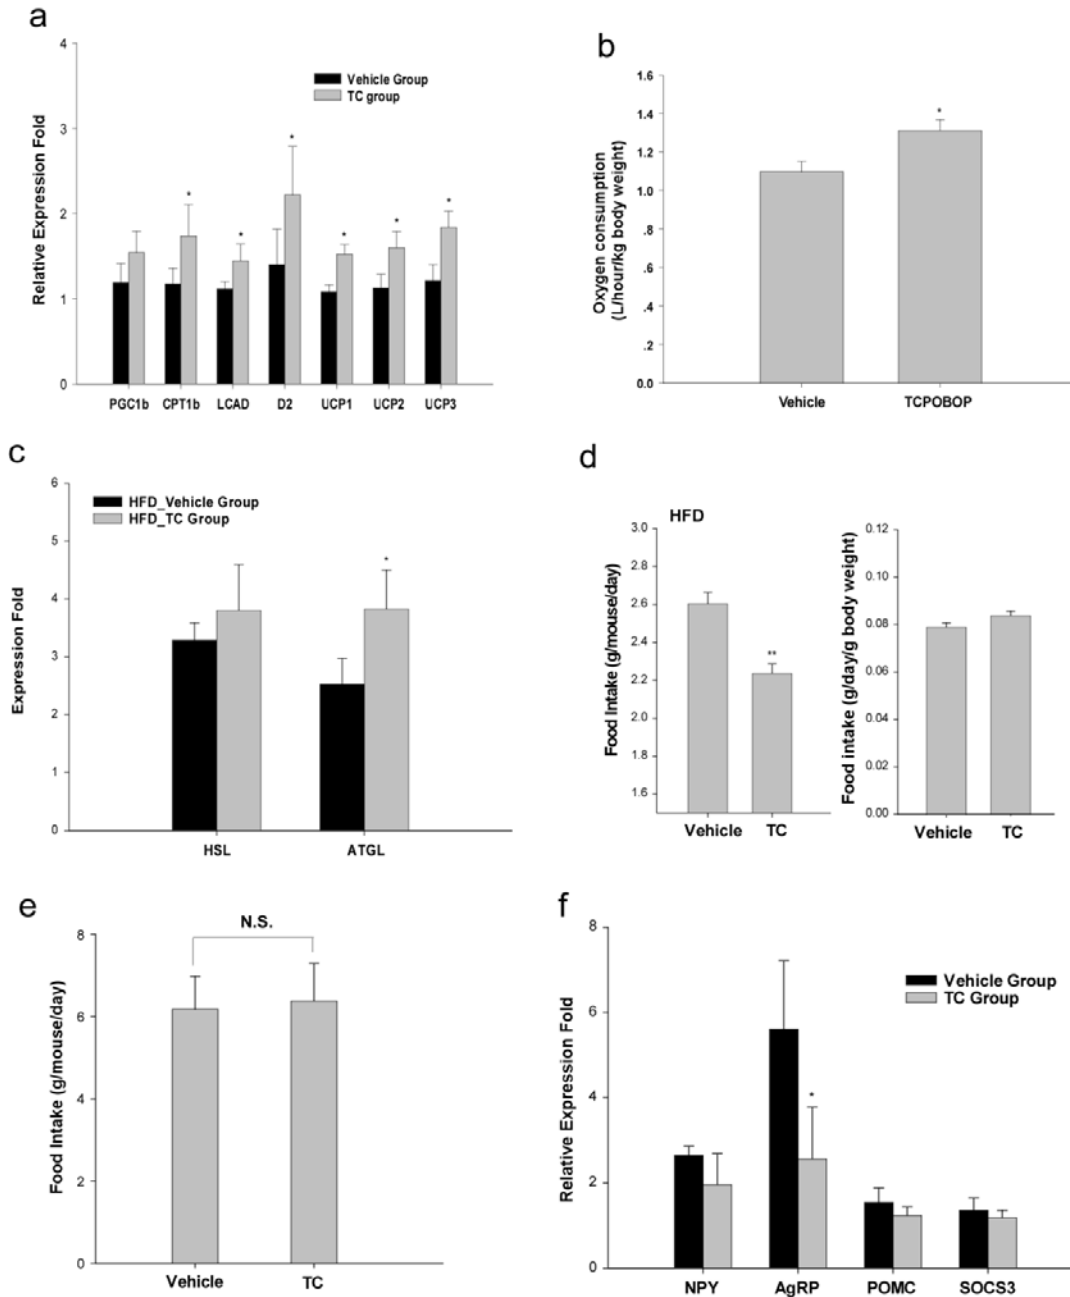 a
4
3
2
1
0
Relative Expression Fold
Vehicle Group
TC group
*
*
*
*
*
*
PGC1b CPT1b LCAD D2 UCP1 UCP2 UCP3
b
1.6
1.4
1.2
1.0
.8
.6
.4
.2
0.0
Oxygen consumption
(L/hour/kg body weight)
*
Vehicle TCPOBOP
c
6
5
4
3
2
1
0
Expression Fold
HFD_Vehicle Group
HFD_TC Group
*
HSL ATGL
d
HFD
3.0
2.8
2.6
2.4
2.2
2.0
1.8
1.6
Food Intake (g/mouse/day)
**
Vehicle TC
0.12
0.10
0.08
0.06
0.04
0.02
0.00
Food intake (g/day/g body weight)
Vehicle TC
e
8
6
4
2
0
Food Intake (g/mouse/day)
N.S.
Vehicle TC
f
8
6
4
2
0
Relative Expression Fold
Vehicle Group
TC Group
*
NPY AgRP POMC SOCS3